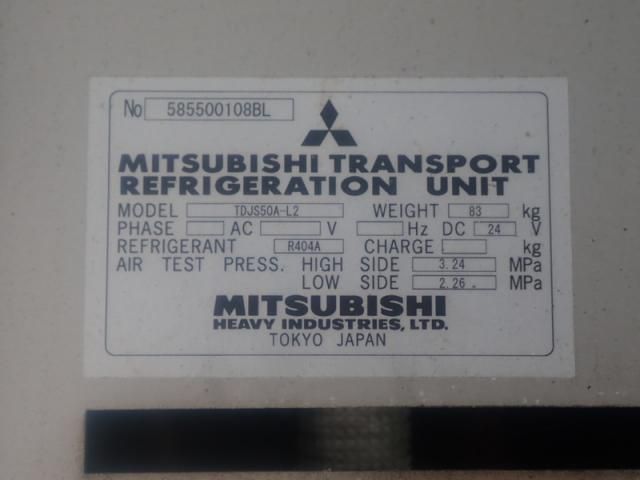 No 585500108BL
MITSUBISHI TRANSPORT
REFRIGERATION UNIT
MODEL TDJS50A-L2 WEIGHT 83 kg
PHASE AC V Hz DC 24 V
REFRIGERANT R404A CHARGE kg
AIR TEST PRESS. HIGH SIDE 3.24 MPa
LOW SIDE 2.26 MPa
MITSUBISHI
HEAVY INDUSTRIES, LTD.
TOKYO JAPAN